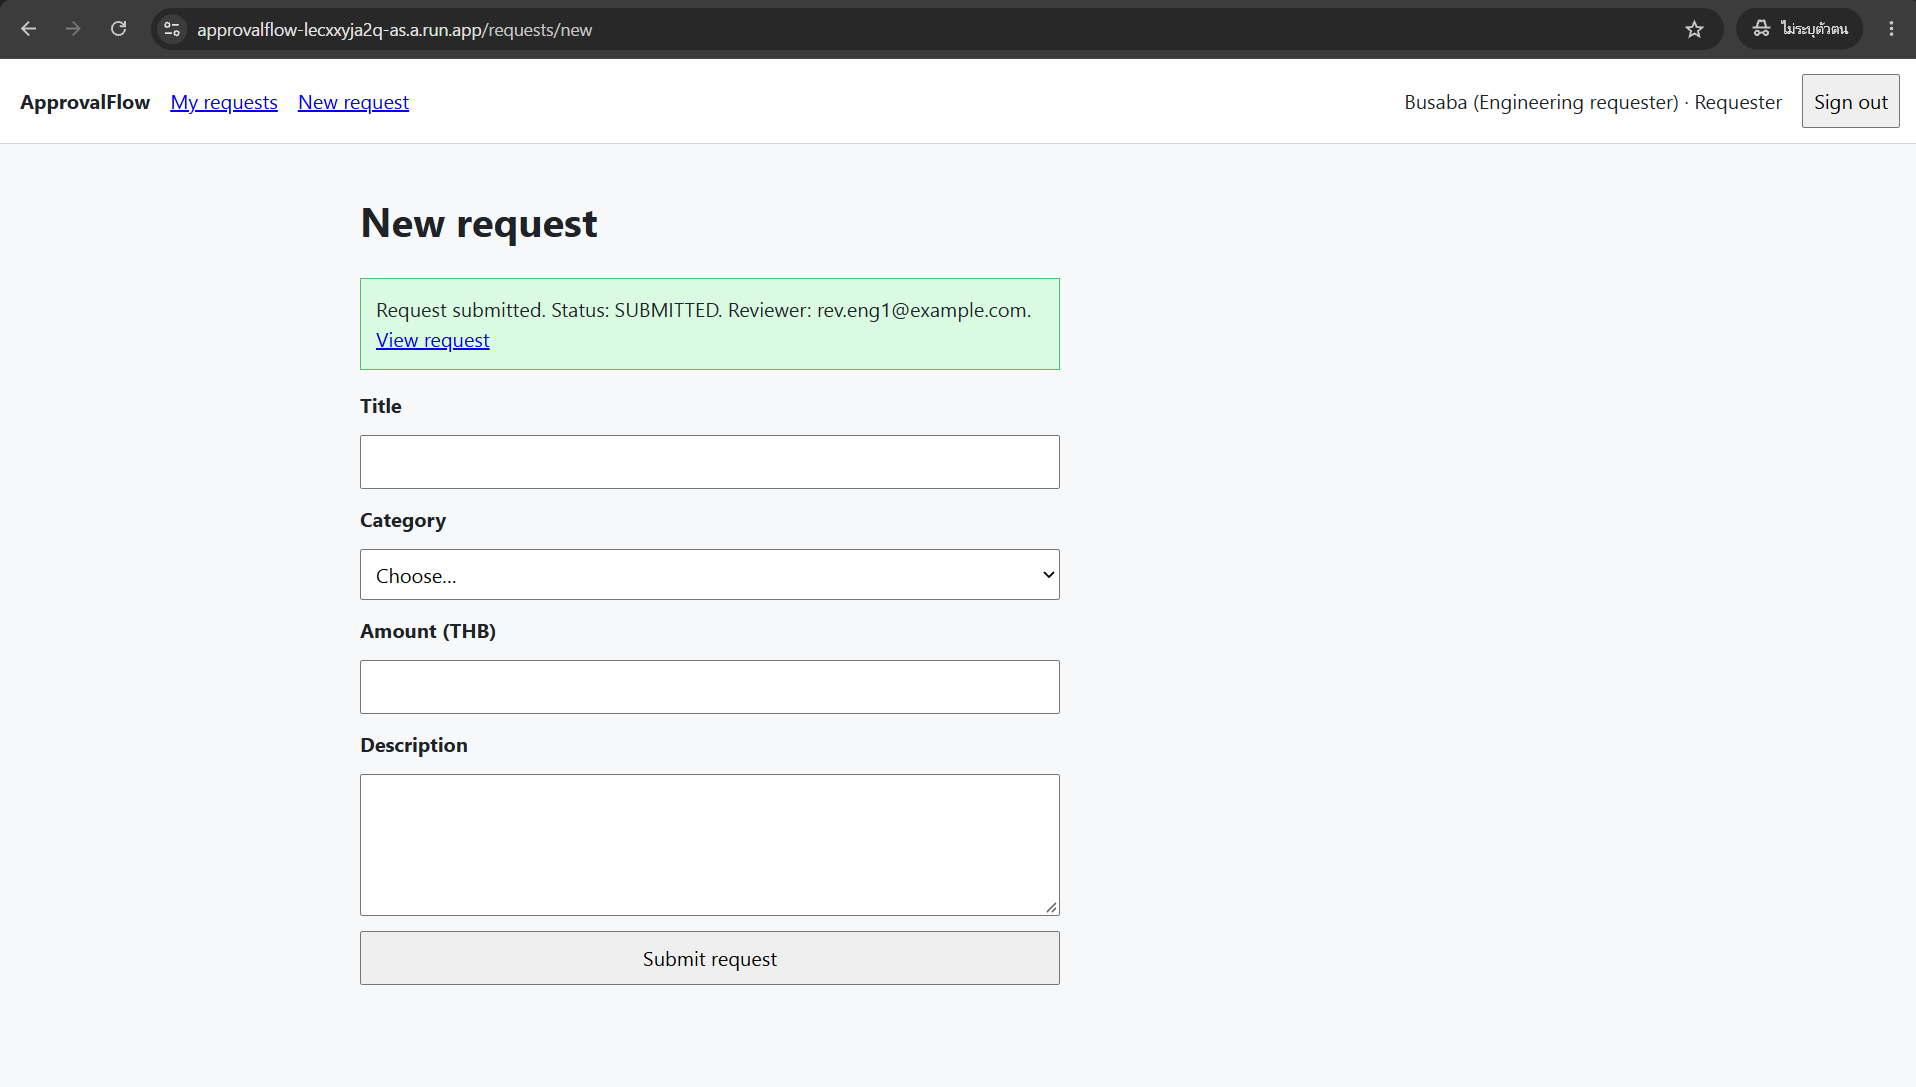 approvalflow-lecxxyja2q-as.a.run.app/requests/new
ไม่ระบุตัวตน
ApprovalFlow My requests New request
Busaba (Engineering requester) · Requester Sign out
New request
Request submitted. Status: SUBMITTED. Reviewer: rev.eng1@example.com.
View request
Title
Category
Choose...
Amount (THB)
Description
Submit request